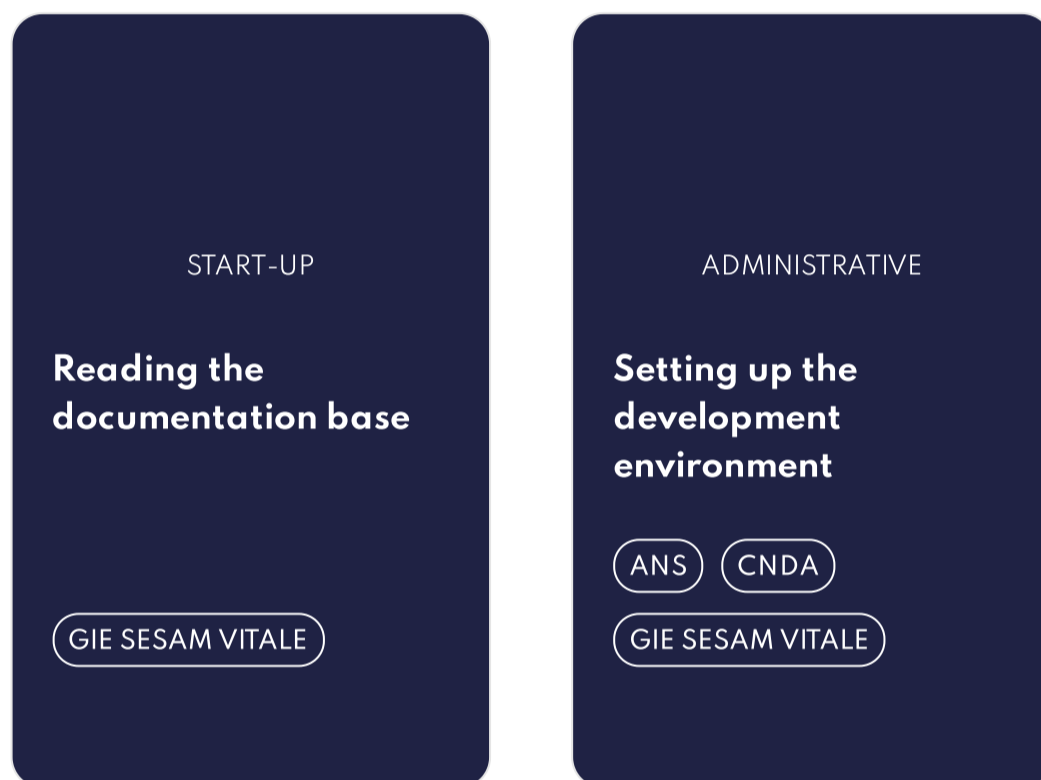 START-UP
Reading the
documentation base
GIE SESAM VITALE
ADMINISTRATIVE
Setting up the
development
environment
ANS
CNDA
GIE SESAM VITALE